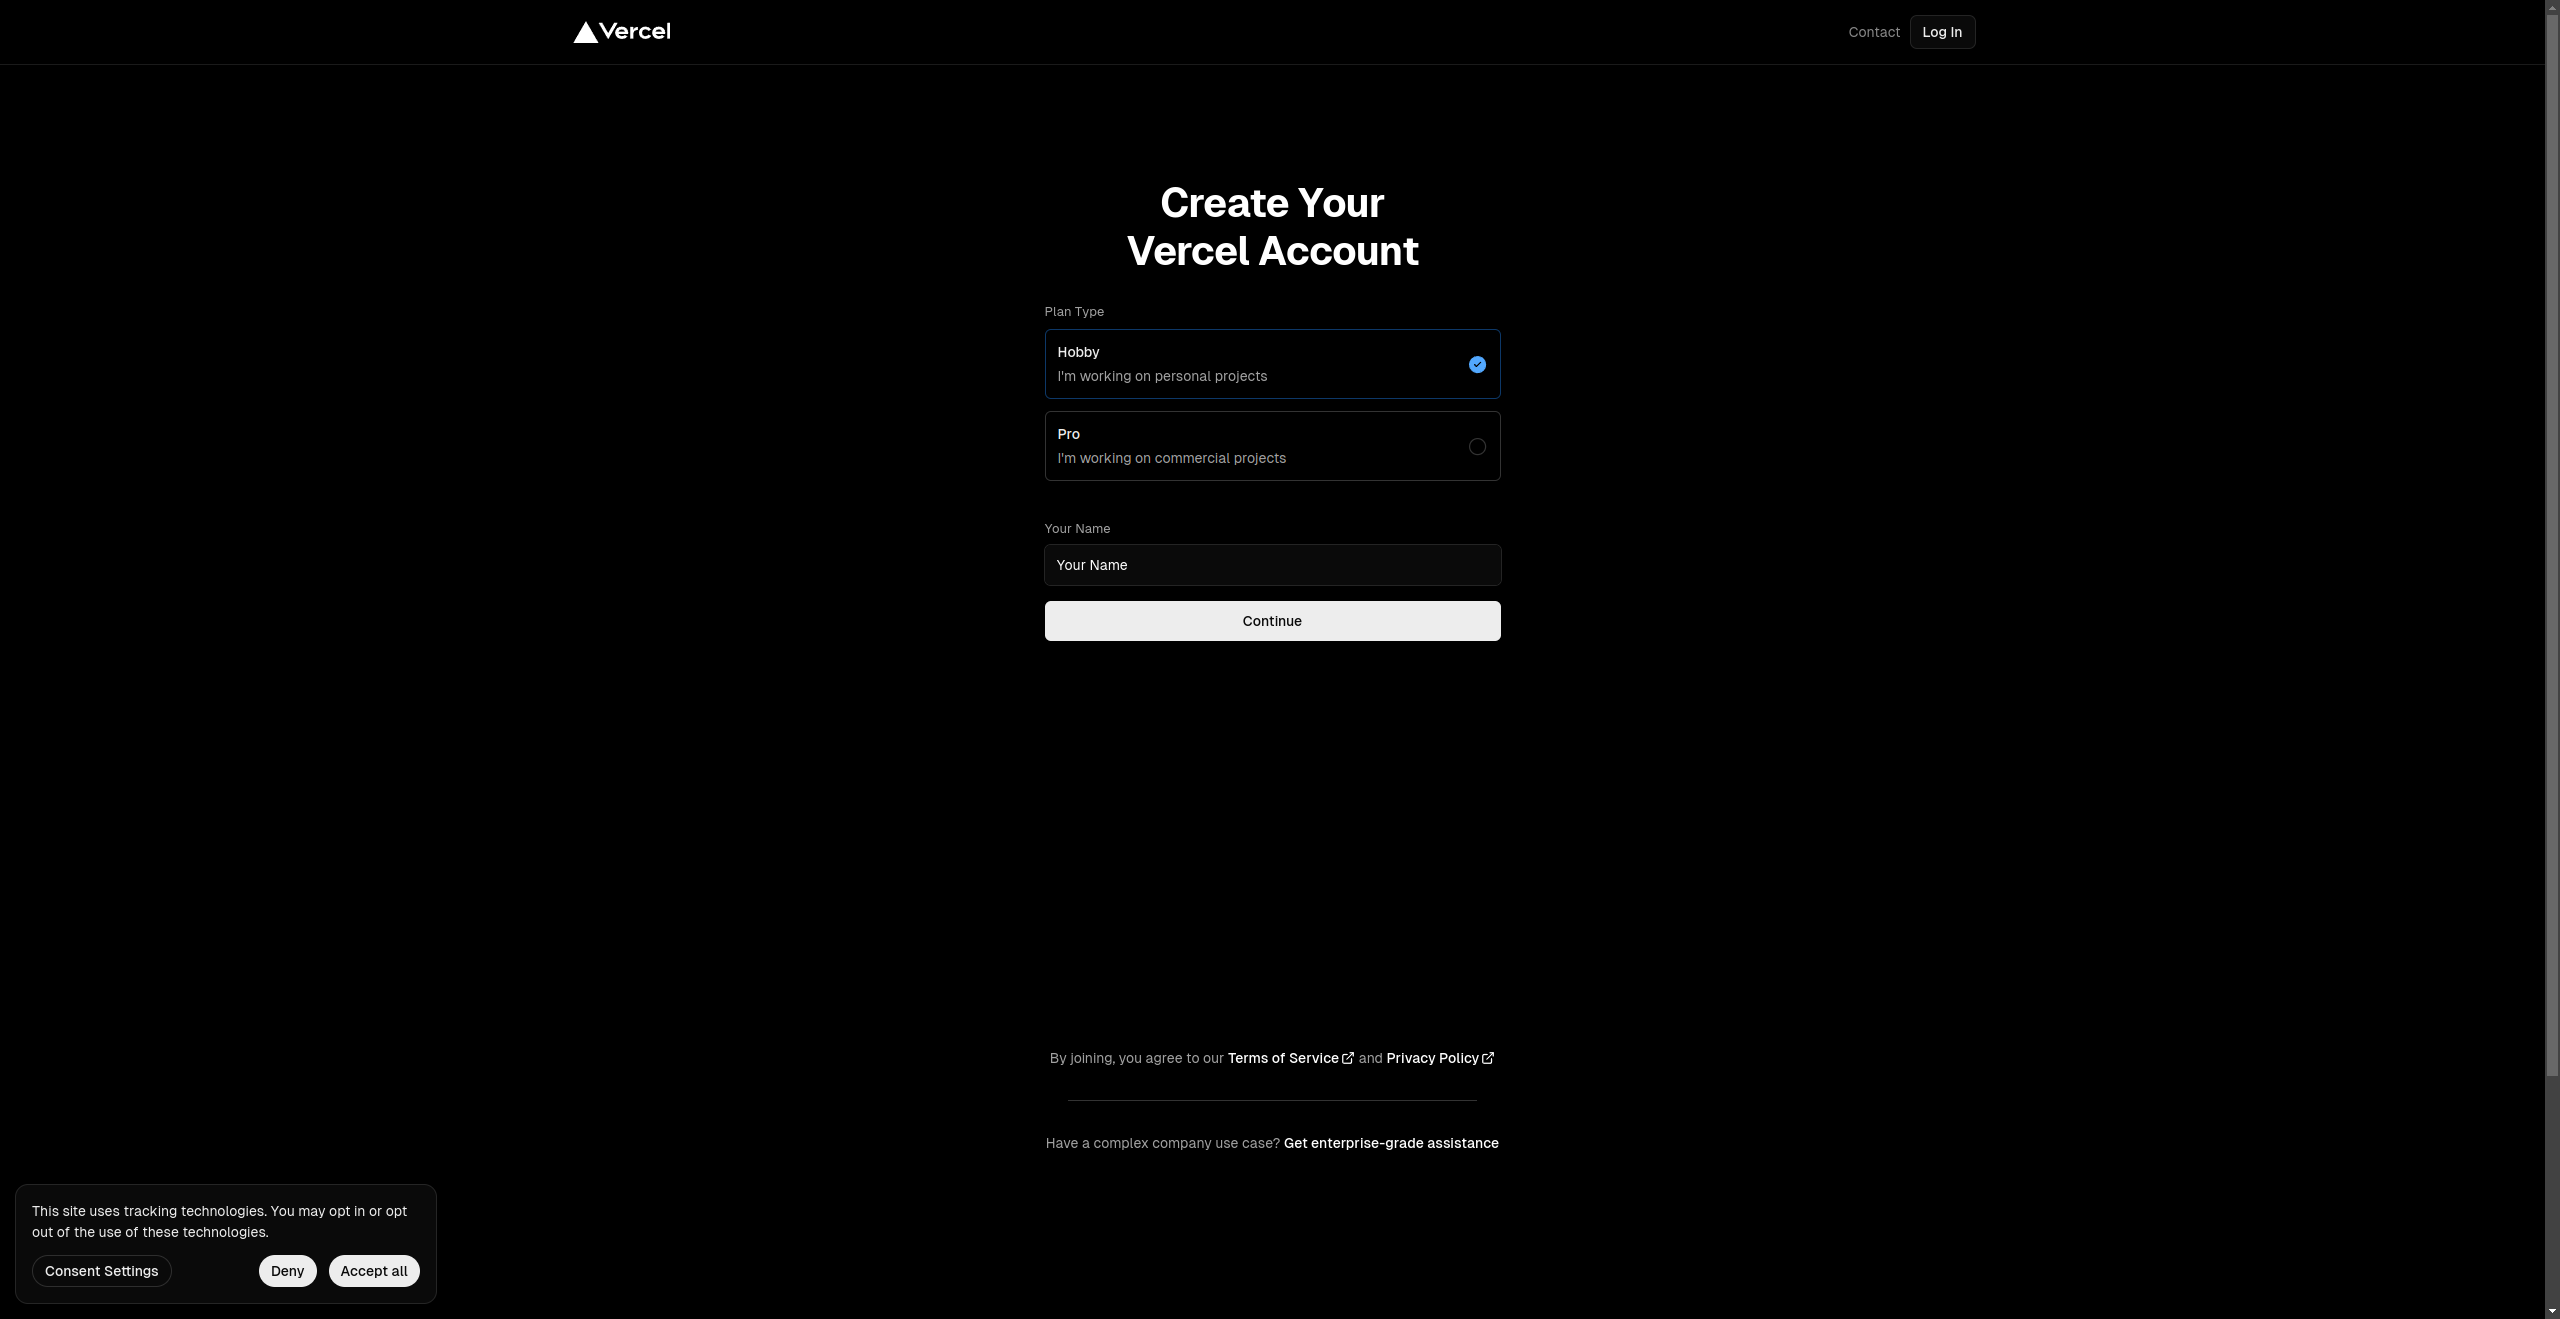 Vercel
Contact
Log In
Create Your
Vercel Account
Plan Type
Hobby
I'm working on personal projects
Pro
I'm working on commercial projects
Your Name
Your Name
Continue
By joining, you agree to our Terms of Service and Privacy Policy
Have a complex company use case? Get enterprise-grade assistance
This site uses tracking technologies. You may opt in or opt
out of the use of these technologies.
Consent Settings
Deny
Accept all